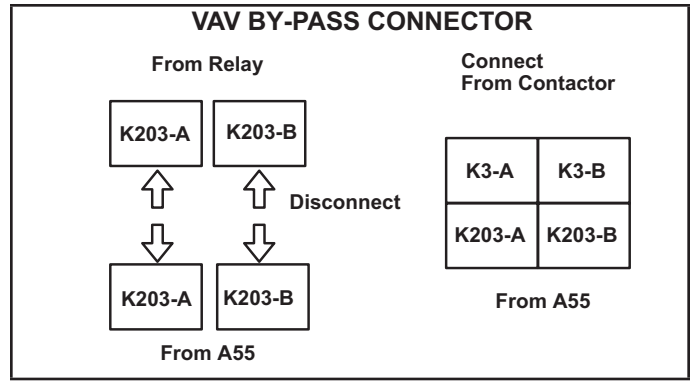 VAV BY-PASS CONNECTOR
From Relay
Connect
From Contactor
K203-A K203-B
Disconnect
K203-A K203-B
From A55
K3-A K3-B
K203-A K203-B
From A55